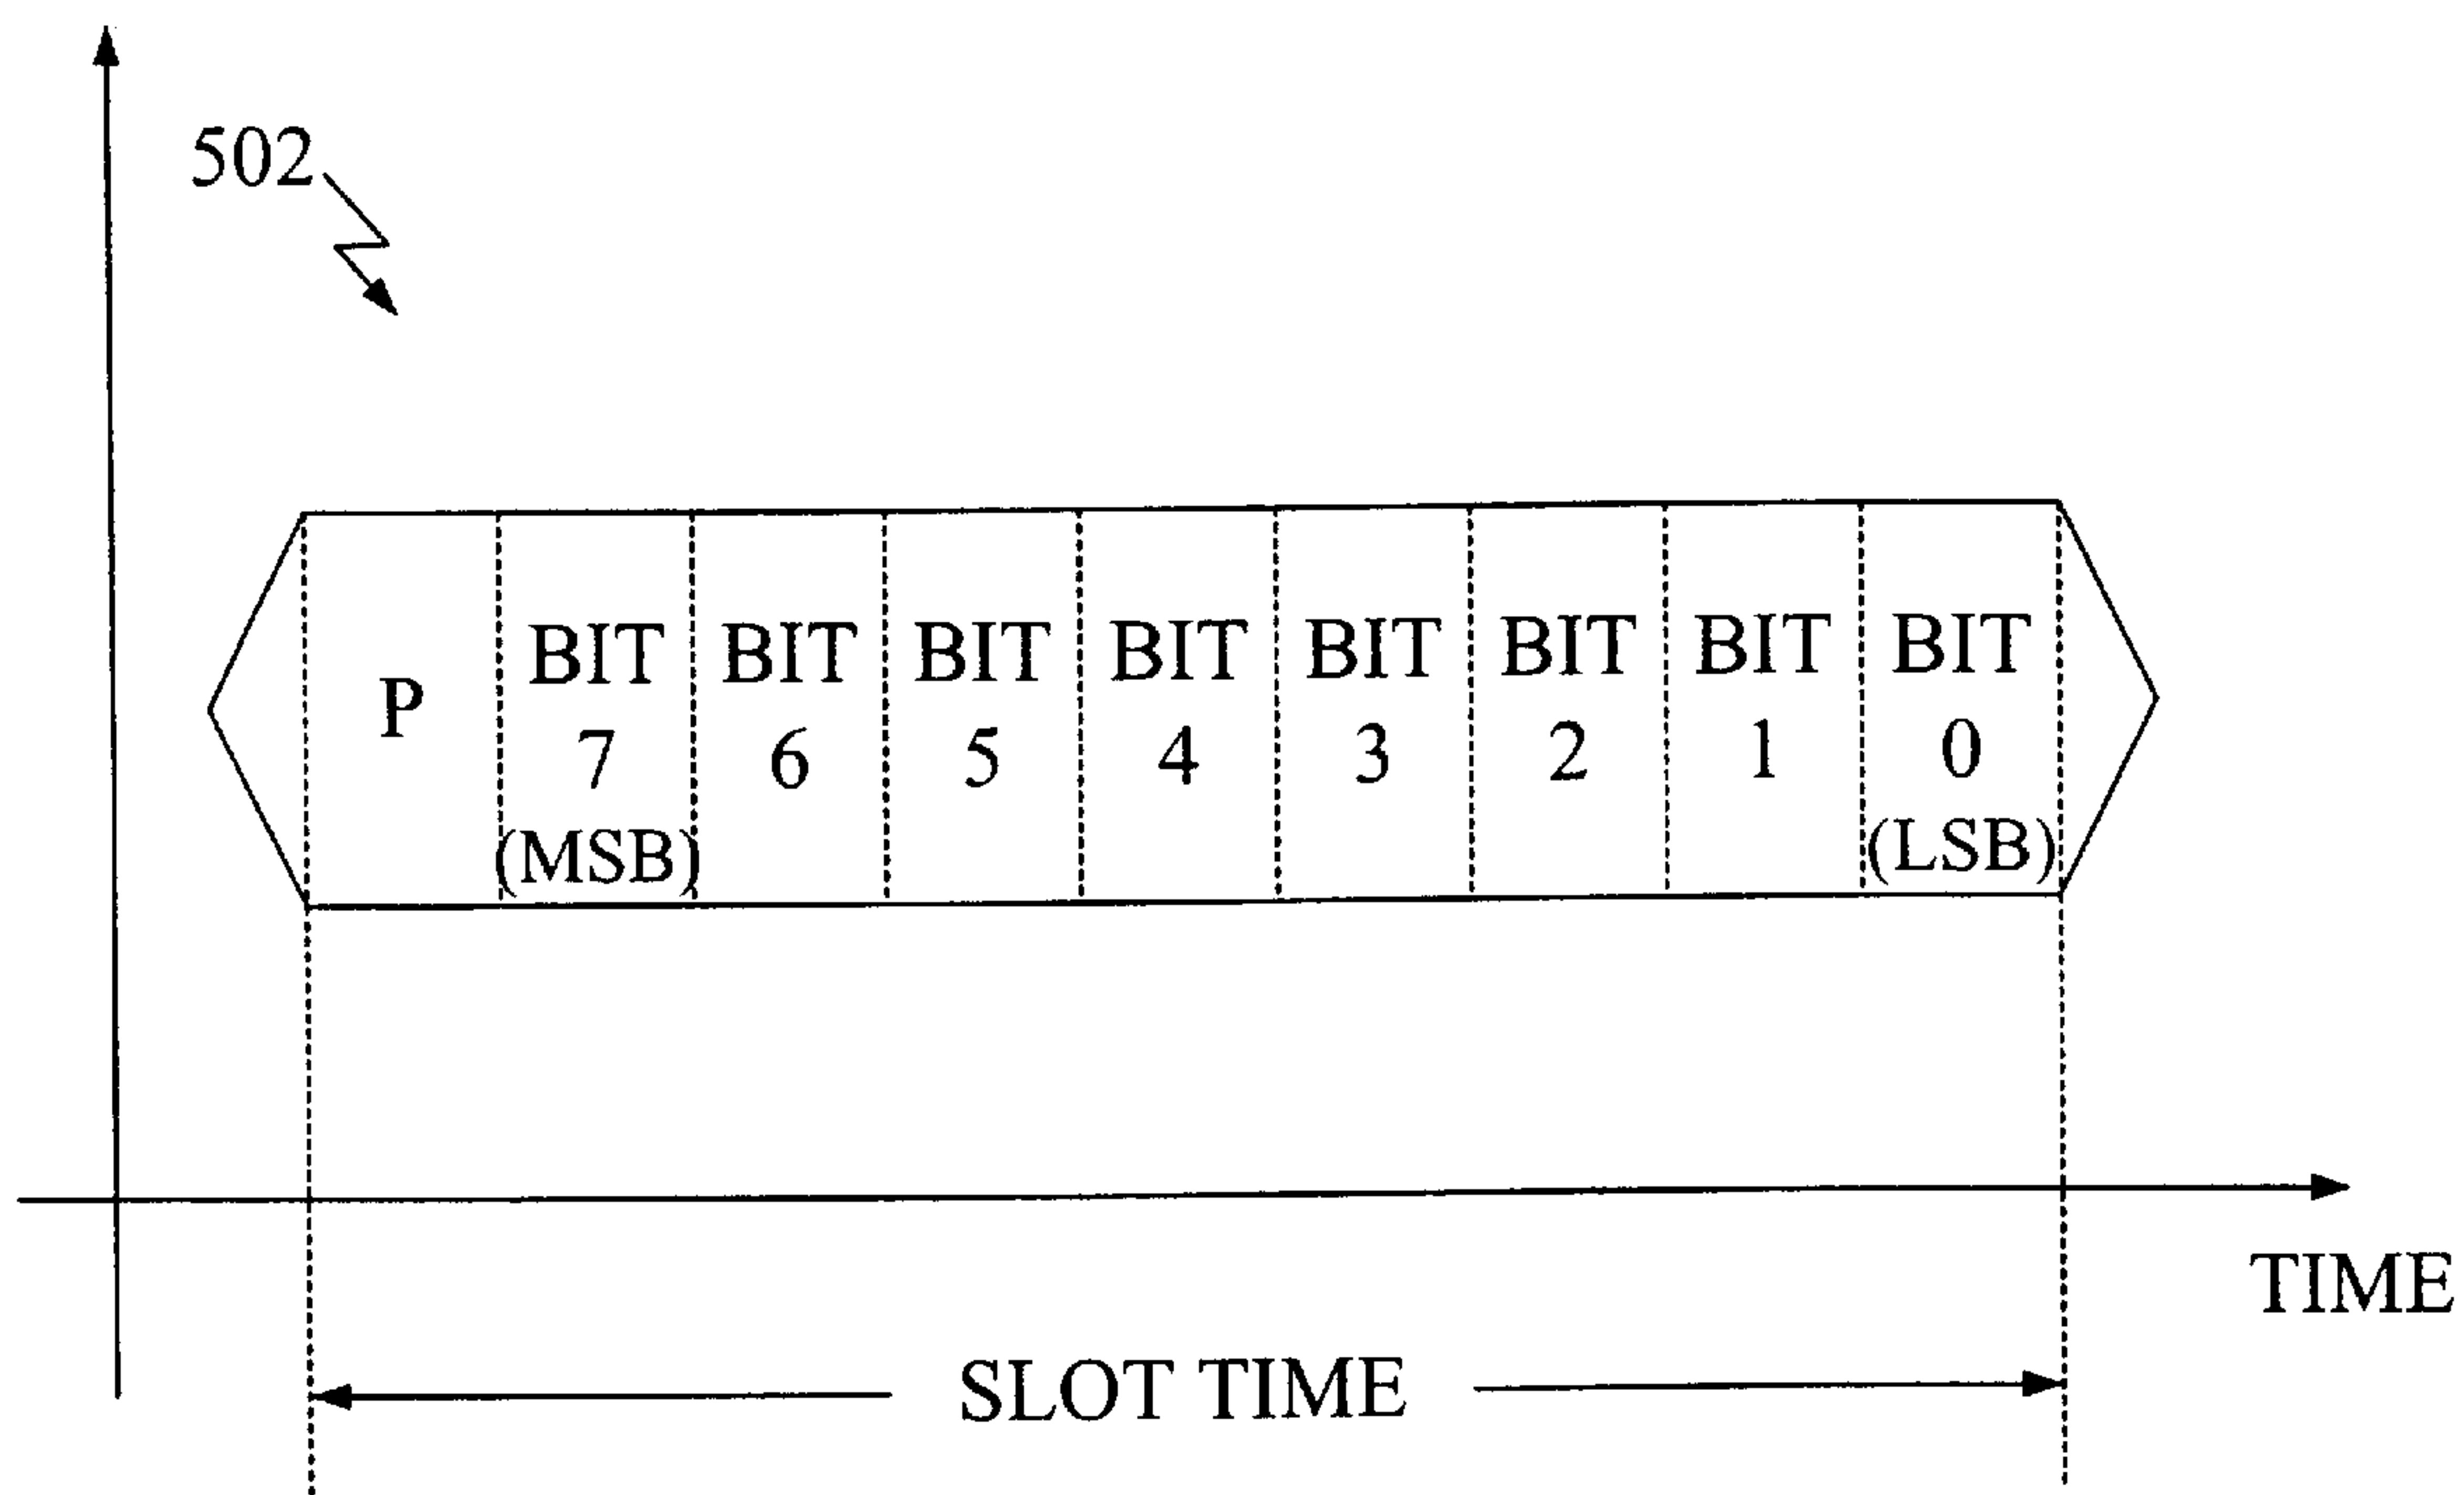 502
P
BIT 7 (MSB)
BIT 6
BIT 5
BIT 4
BIT 3
BIT 2
BIT 1
BIT 0 (LSB)
TIME
SLOT TIME